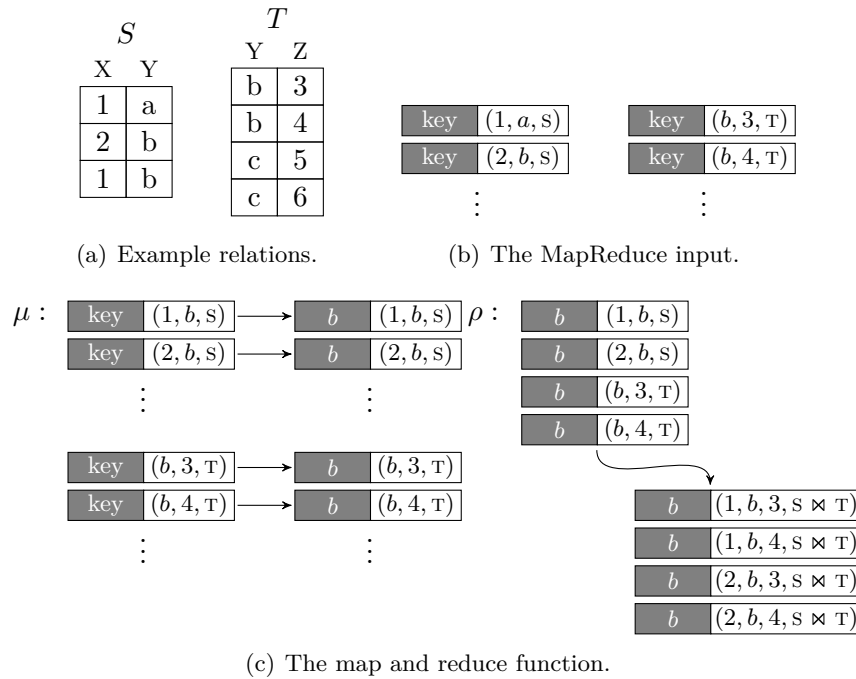 S
X Y
1 a
2 b
1 b
T
Y Z
b 3
b 4
c 5
c 6
(a) Example relations.
key (1, a, S) key (b, 3, T)
key (2, b, S) key (b, 4, T)
⋮ ⋮
(b) The MapReduce input.
μ : key (1, b, S) b (1, b, S)
key (2, b, S) b (2, b, S)
⋮ ⋮
key (b, 3, T) b (b, 3, T)
key (b, 4, T) b (b, 4, T)
⋮ ⋮
ρ : b (1, b, S)
b (2, b, S)
b (b, 3, T)
b (b, 4, T)
b (1, b, 3, S ⋈ T)
b (1, b, 4, S ⋈ T)
b (2, b, 3, S ⋈ T)
b (2, b, 4, S ⋈ T)
(c) The map and reduce function.